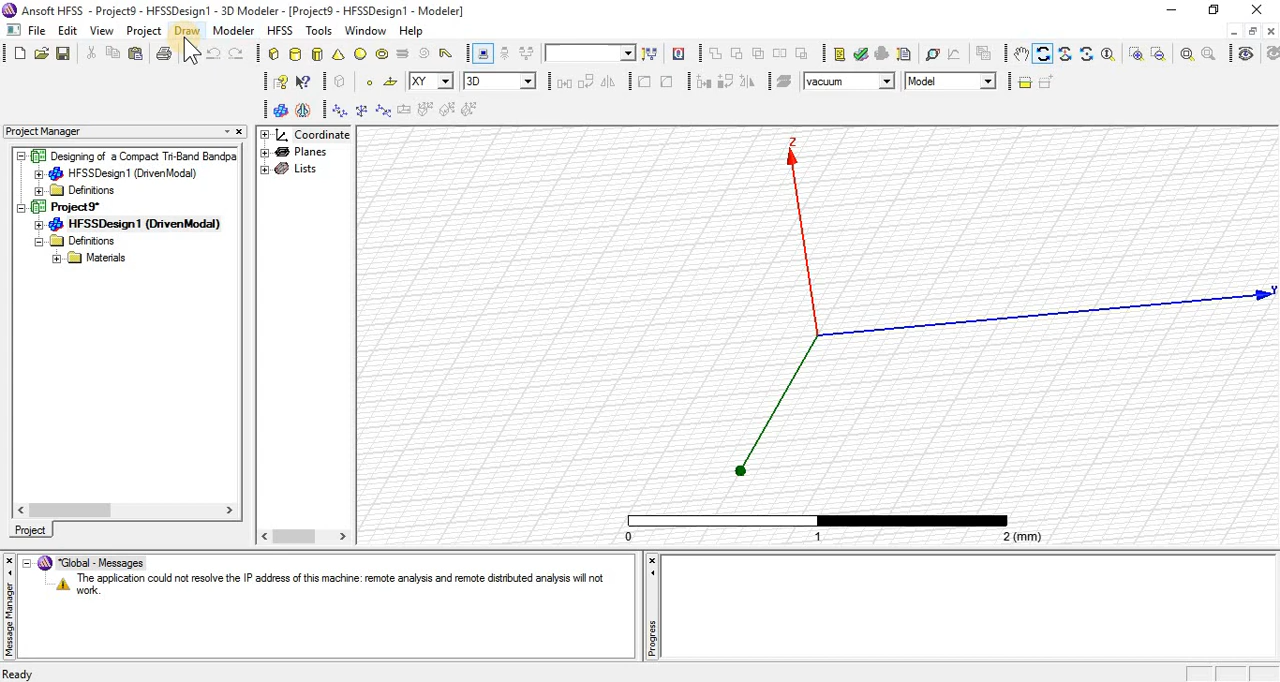 Ansoft HFSS - Project9 - HFSSDesign1 - 3D Modeler - [Project9 - HFSSDesign1 - Modeler]
File Edit View Project Draw Modeler HFSS Tools Window Help
XY 3D vacuum Model
Project Manager
Designing of a Compact Tri-Band Bandpa
HFSSDesign1 (DrivenModal)
Definitions
Project9*
HFSSDesign1 (DrivenModal)
Definitions
Materials
Project
Coordinate
Planes
Lists
Z
Y
0 1 2 (mm)
Message Manager
*Global - Messages
The application could not resolve the IP address of this machine: remote analysis and remote distributed analysis will not
work.
Progress
Ready